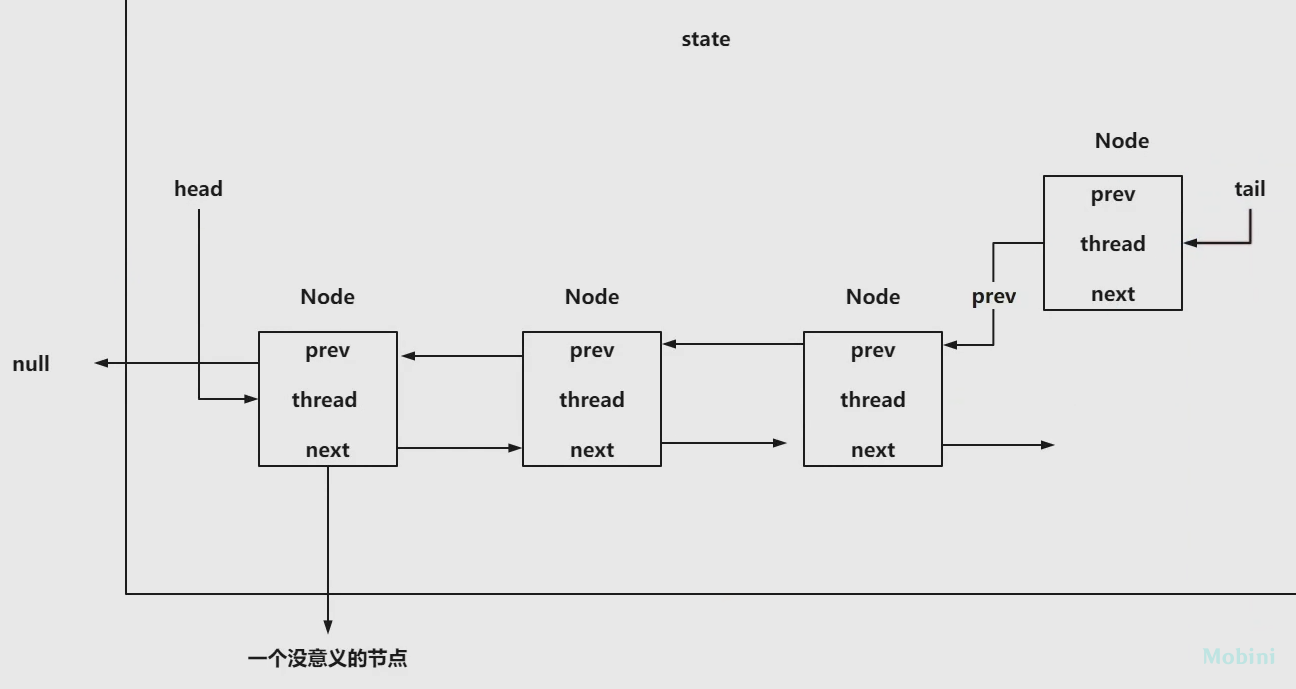 state
Node
head
prev
tail
thread
next
prev
Node
Node
Node
null
prev
thread
next
prev
thread
next
prev
thread
next
一个没意义的节点
Mobini